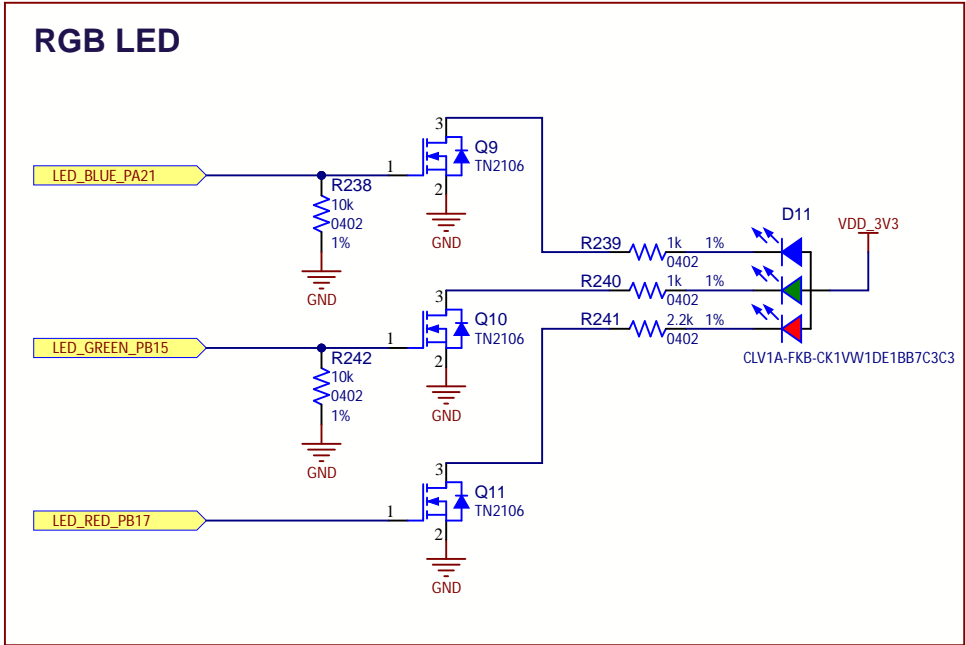 RGB LED
3
Q9
TN2106
1
LED_BLUE_PA21
R238
10k
0402
1%
2
GND
GND
D11
VDD_3V3
R239 1k 1%
0402
R240 1k 1%
0402
R241 2.2k 1%
0402
CLV1A-FKB-CK1VW1DE1BB7C3C3
3
Q10
TN2106
1
LED_GREEN_PB15
R242
10k
0402
1%
2
GND
GND
3
Q11
TN2106
1
LED_RED_PB17
2
GND